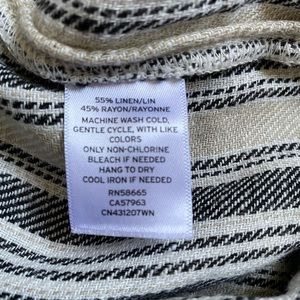 55% LINEN/LIN
45% RAYON/RAYONNE
MACHINE WASH COLD,
GENTLE CYCLE, WITH LIKE
COLORS
ONLY NON-CHLORINE
BLEACH IF NEEDED
HANG TO DRY
COOL IRON IF NEEDED
RN58665
CA57963
CN431207WN